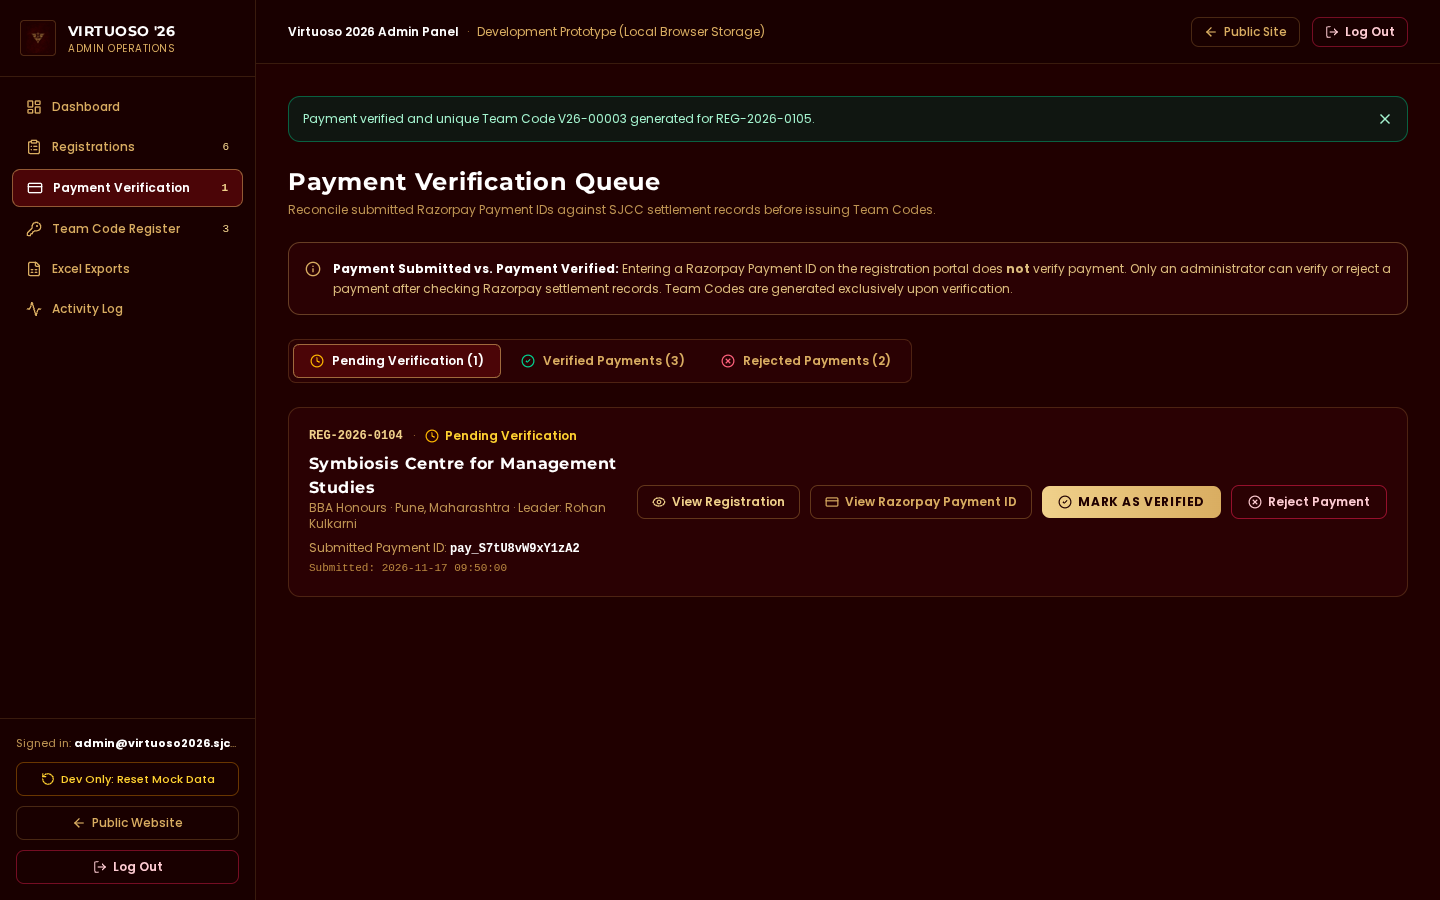 VIRTUOSO '26
ADMIN OPERATIONS
Dashboard
Registrations 6
Payment Verification 1
Team Code Register 3
Excel Exports
Activity Log
Signed in: admin@virtuoso2026.sjc...
Dev Only: Reset Mock Data
Public Website
Log Out
Virtuoso 2026 Admin Panel · Development Prototype (Local Browser Storage)
Public Site
Log Out
Payment verified and unique Team Code V26-00003 generated for REG-2026-0105.
Payment Verification Queue
Reconcile submitted Razorpay Payment IDs against SJCC settlement records before issuing Team Codes.
Payment Submitted vs. Payment Verified: Entering a Razorpay Payment ID on the registration portal does not verify payment. Only an administrator can verify or reject a
payment after checking Razorpay settlement records. Team Codes are generated exclusively upon verification.
Pending Verification (1)
Verified Payments (3)
Rejected Payments (2)
REG-2026-0104 · Pending Verification
Symbiosis Centre for Management
Studies
BBA Honours · Pune, Maharashtra · Leader: Rohan
Kulkarni
Submitted Payment ID: pay_S7tU8vW9xY1zA2
Submitted: 2026-11-17 09:50:00
View Registration
View Razorpay Payment ID
MARK AS VERIFIED
Reject Payment